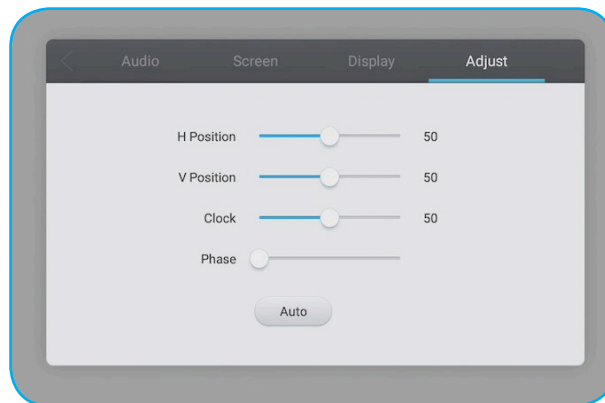 Audio Screen Display Adjust
H Position 50
V Position 50
Clock 50
Phase
Auto